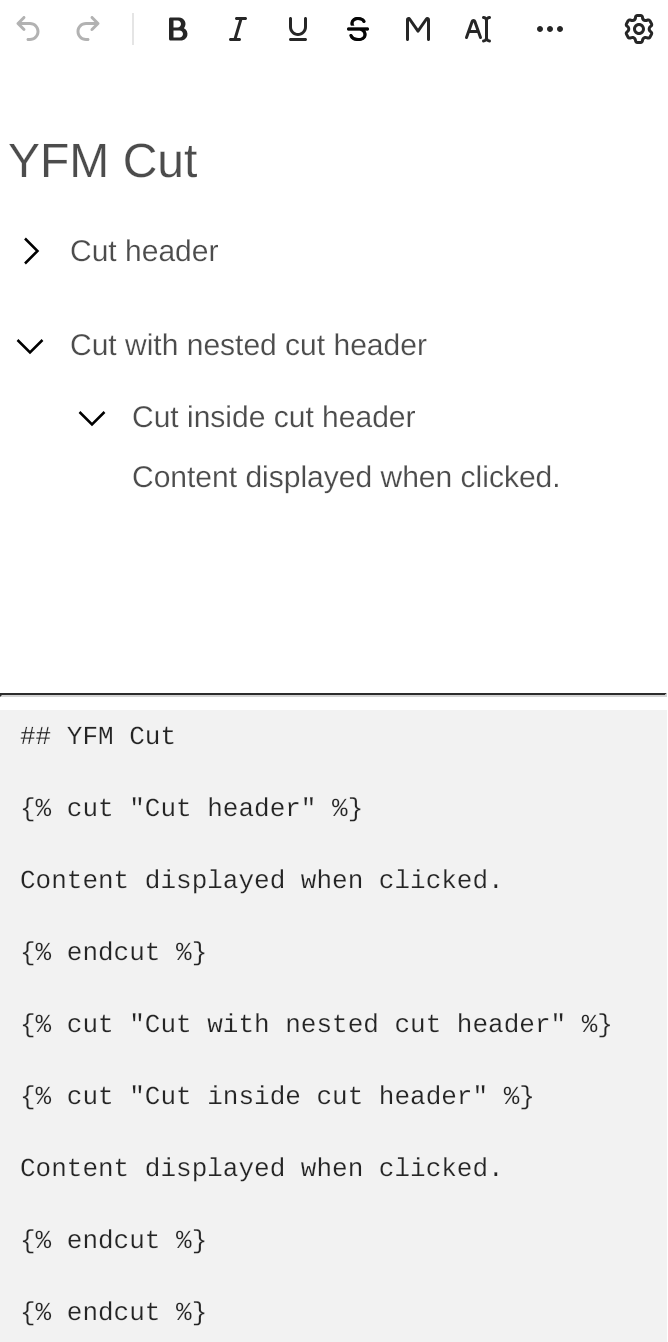 YFM Cut
Cut header
Cut with nested cut header
Cut inside cut header
Content displayed when clicked.
## YFM Cut
{% cut "Cut header" %}
Content displayed when clicked.
{% endcut %}
{% cut "Cut with nested cut header" %}
{% cut "Cut inside cut header" %}
Content displayed when clicked.
{% endcut %}
{% endcut %}